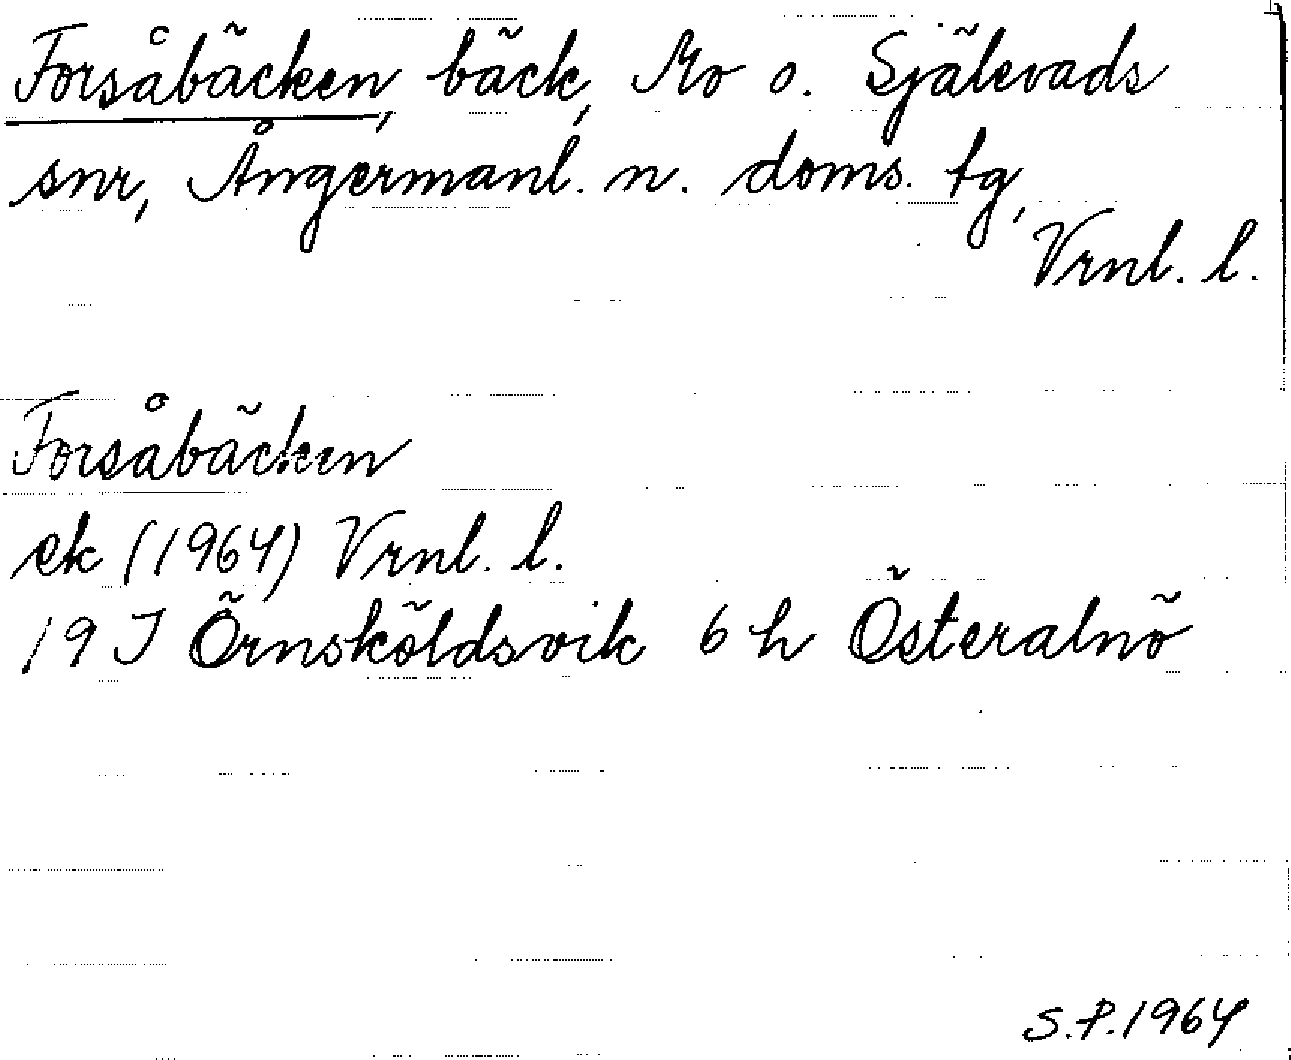 Forsåbäcken, bäck, Mo o. Själevads
snr, Ångermanl. n. doms. tg,
Vrnl. l.
Forsåbäcken
ek (1964) Vrnl. l.
19 J Örnsköldsvik 6 h Österalnö
S.P. 1964